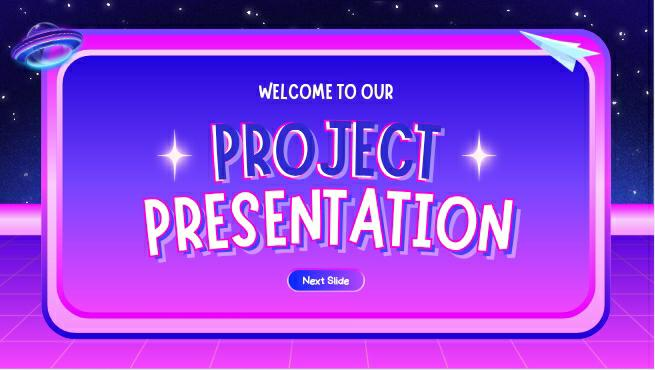 WELCOME TO OUR
PROJECT
PRESENTATION
Next Slide